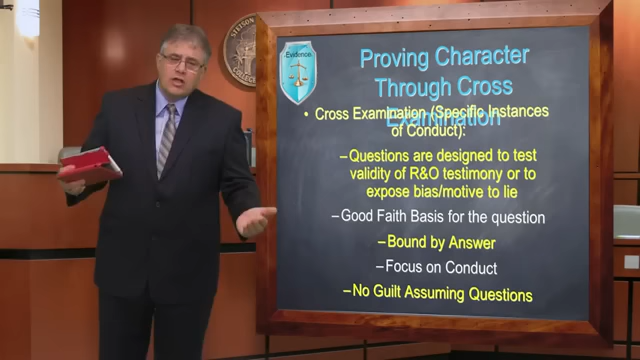 Evidence
STETSON
COLLEGE
Proving Character
Through Cross
Examination
• Cross Examination (Specific Instances
of Conduct):
–Questions are designed to test
validity of R&O testimony or to
expose bias/motive to lie
–Good Faith Basis for the question
–Bound by Answer
–Focus on Conduct
–No Guilt Assuming Questions